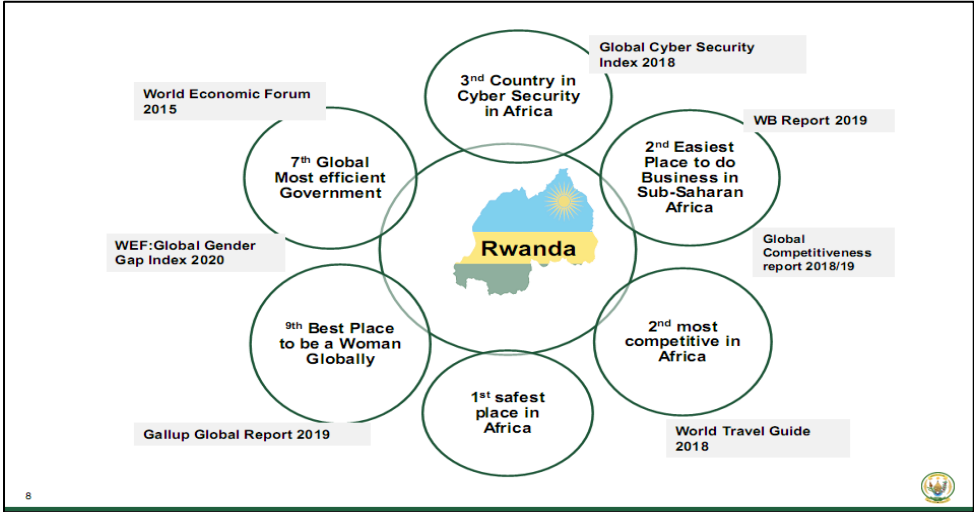 Global Cyber Security
Index 2018
3nd Country in
Cyber Security
in Africa
World Economic Forum
2015
WB Report 2019
7th Global
Most efficient
Government
2nd Easiest
Place to do
Business in
Sub-Saharan
Africa
Rwanda
WEF:Global Gender
Gap Index 2020
Global
Competitiveness
report 2018/19
9th Best Place
to be a Woman
Globally
2nd most
competitive in
Africa
1st safest
place in
Africa
Gallup Global Report 2019
World Travel Guide
2018
8